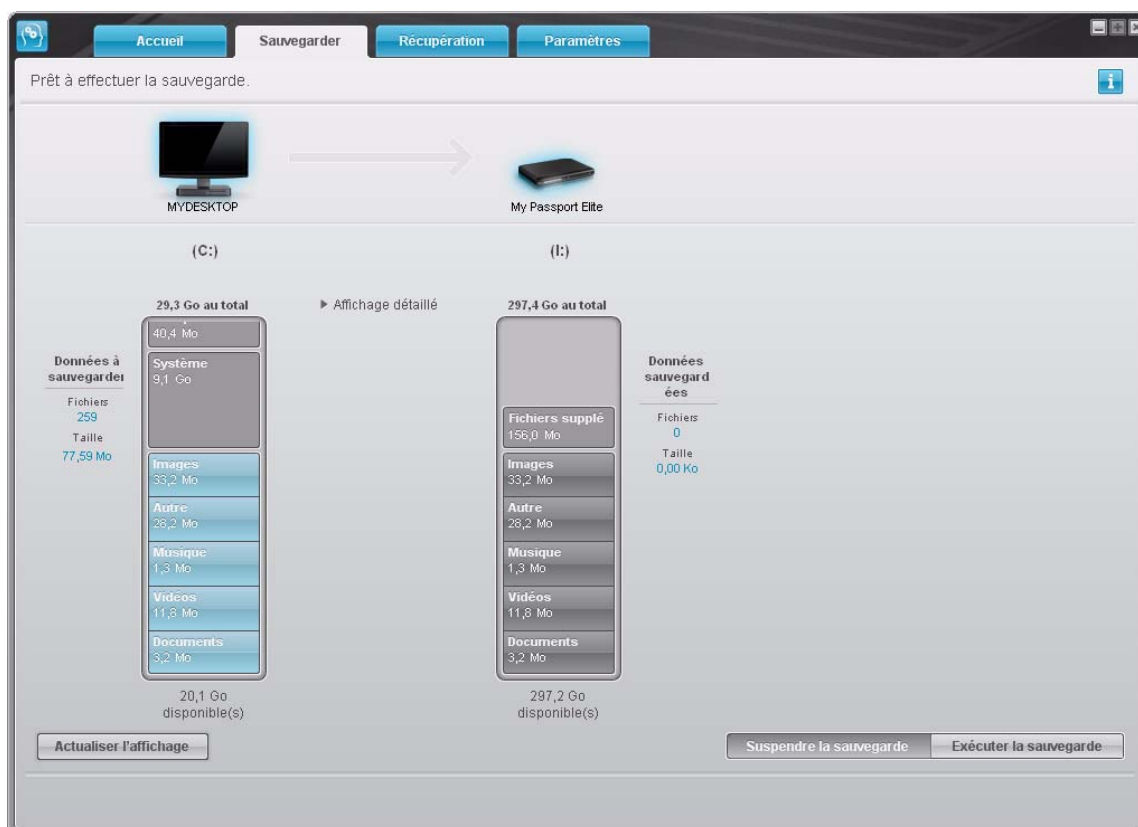 Accueil
Sauvegarder
Récupération
Paramètres
Prêt à effectuer la sauvegarde.
i
MYDESKTOP
My Passport Elite
(C:)
(I:)
29,3 Go au total
Affichage détaillé
297,4 Go au total
Données à
sauvegarder
Fichiers
259
Taille
77,59 Mo
40,4 Mo
Système
9,1 Go
Images
33,2 Mo
Autre
28,2 Mo
Musique
1,3 Mo
Vidéos
11,8 Mo
Documents
3,2 Mo
20,1 Go
disponible(s)
Fichiers supplé
156,0 Mo
Images
33,2 Mo
Autre
28,2 Mo
Musique
1,3 Mo
Vidéos
11,8 Mo
Documents
3,2 Mo
297,2 Go
disponible(s)
Données
sauvegard
ées
Fichiers
0
Taille
0,00 Ko
Actualiser l'affichage
Suspendre la sauvegarde
Exécuter la sauvegarde